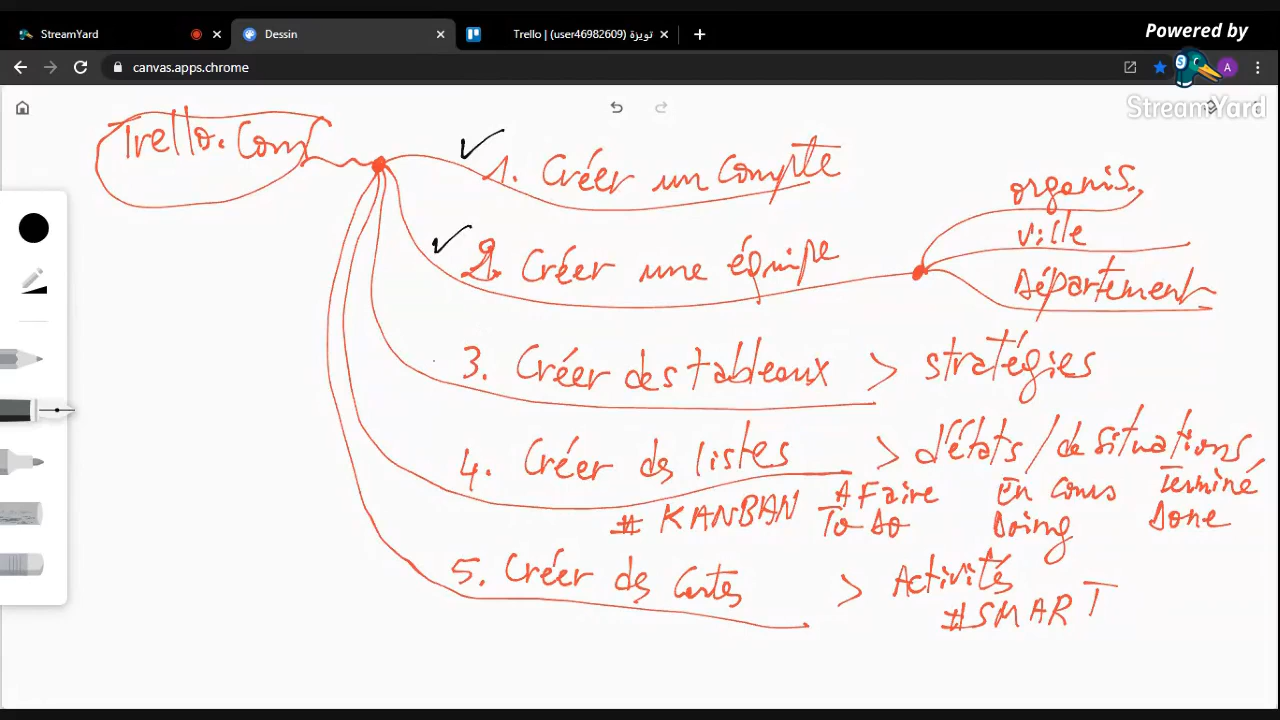 StreamYard
Dessin
Trello | (user46982609) تويزة
Powered by
canvas.apps.chrome
A
StreamYard
Trello.Com
1. Créer un Compte
organis.
ville
2. Créer une équipe
Département
3. Créer des tableaux > stratégies
4. Créer des listes > d'états / de situations
# KANBAN A Faire En Cours Terminé
To do Doing Done
5. Créer des Cartes > Activités
#SMART